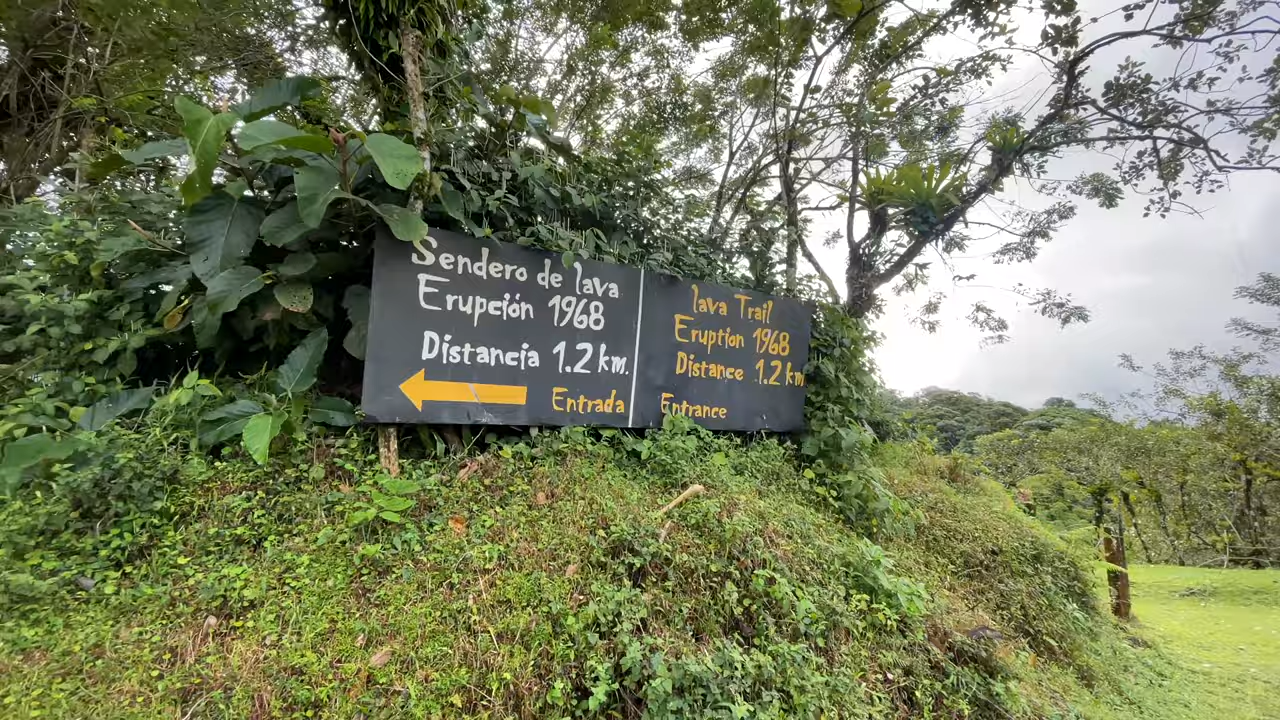 Sendero de lava
Erupción 1968
Distancia 1.2 km.
Entrada
lava Trail
Eruption 1968
Distance 1.2 km
Entrance